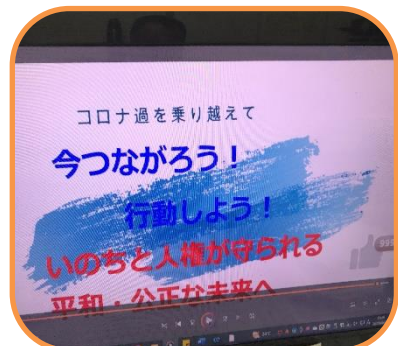 コロナ過を乗り越えて
今つながろう！
行動しよう！
いのちと人権が守られる
平和・公正な未来へ